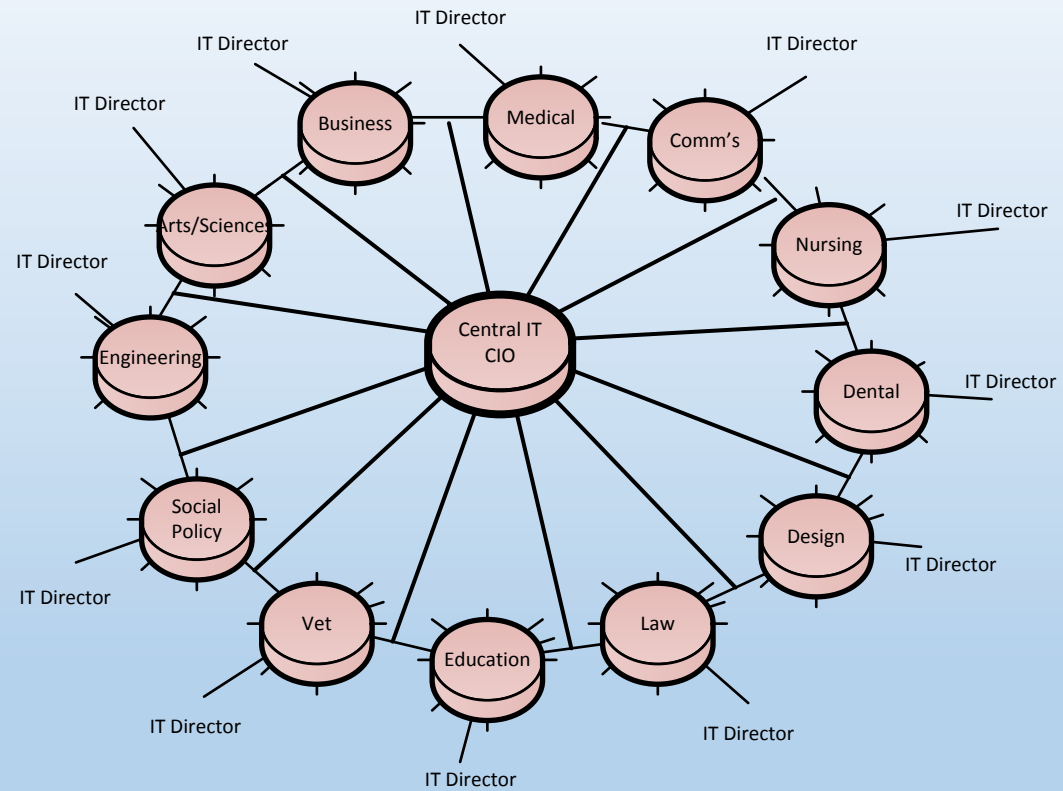 IT Director
IT Director
IT Director
IT Director
Business
Medical
Comm's
Arts/Sciences
IT Director
Nursing
IT Director
Central IT
CIO
Engineering
Dental
IT Director
Social
Policy
Design
IT Director
IT Director
Vet
Law
Education
IT Director
IT Director
IT Director